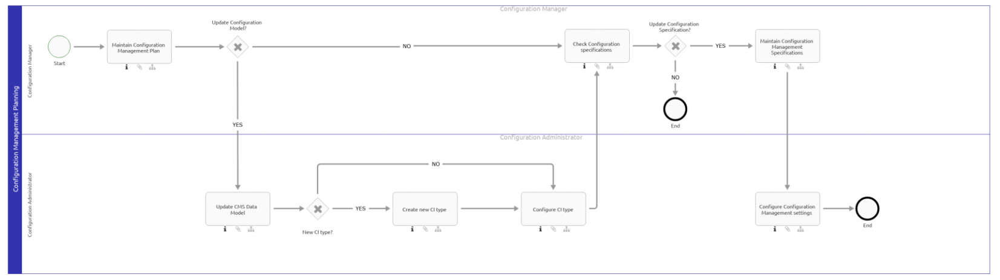 Configuration Management Planning
Configuration Manager
Configuration Manager
Start
Maintain Configuration
Management Plan
Update Configuration
Model?
NO
YES
Check Configuration
specifications
Update Configuration
Specification?
YES
NO
End
Maintain Configuration
Management
Specifications
Configuration Administrator
Configuration Administrator
Update CMS Data
Model
New CI type?
NO
YES
Create new CI type
Configure CI type
Configure Configuration
Management settings
End